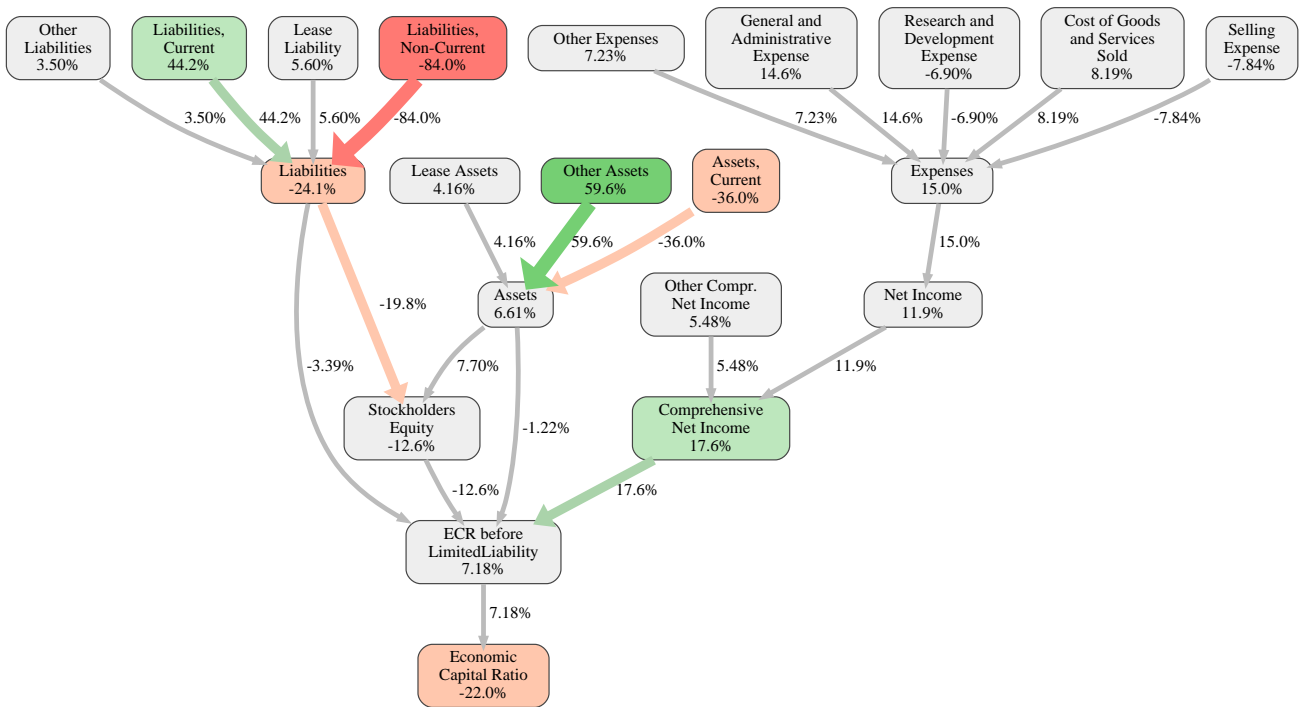 Other
Liabilities
3.50%
Liabilities,
Current
44.2%
Lease
Liability
5.60%
Liabilities,
Non-Current
-84.0%
Other Expenses
7.23%
General and
Administrative
Expense
14.6%
Research and
Development
Expense
-6.90%
Cost of Goods
and Services
Sold
8.19%
Selling
Expense
-7.84%
3.50%
44.2%
5.60%
-84.0%
7.23%
14.6%
-6.90%
8.19%
-7.84%
Liabilities
-24.1%
Lease Assets
4.16%
Other Assets
59.6%
Assets,
Current
-36.0%
Expenses
15.0%
4.16%
59.6%
-36.0%
15.0%
-19.8%
Assets
6.61%
Other Compr.
Net Income
5.48%
Net Income
11.9%
-3.39%
7.70%
5.48%
11.9%
Stockholders
Equity
-12.6%
-1.22%
Comprehensive
Net Income
17.6%
-12.6%
17.6%
ECR before
LimitedLiability
7.18%
7.18%
Economic
Capital Ratio
-22.0%